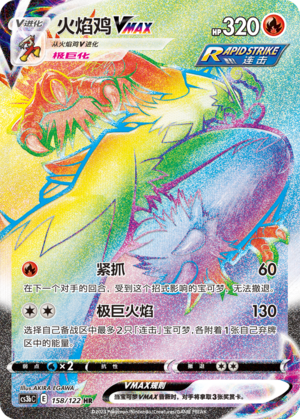 V进化 火焰鸡VMAX HP320
从火焰鸡V进化
极巨化
RAPID STRIKE
连击
紧抓 60
在下一个对手的回合，受到这个招式影响的宝可梦，无法撤退。
极巨火焰 130
选择自己备战区中最多2只「连击」宝可梦，各附着1张自己弃牌
区中的能量。
弱点 ×2 抵抗力 撤退
Illus. AKIRA EGAWA
cs3bC E 158/122 HR
VMAX规则
当宝可梦VMAX昏厥时，对手将拿取3张奖赏卡。